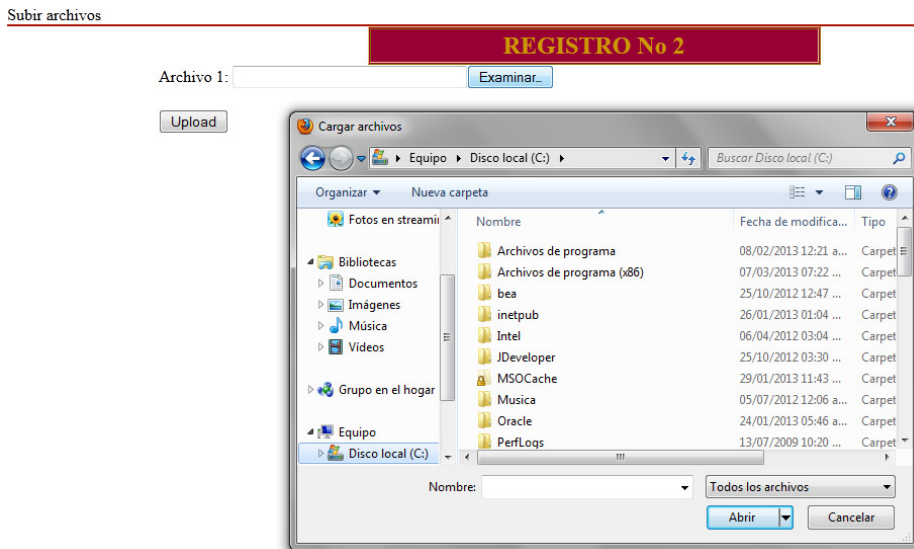 Subir archivos
REGISTRO No 2
Archivo 1: Examinar...
Upload
Cargar archivos
Equipo Disco local (C:) Buscar Disco local (C:)
Organizar Nueva carpeta
Fotos en streamin
Bibliotecas
Documentos
Imágenes
Música
Vídeos
Grupo en el hogar
Equipo
Disco local (C:)
Nombre Fecha de modifica... Tipo
Archivos de programa 08/02/2013 12:21 a... Carpet
Archivos de programa (x86) 07/03/2013 07:22 ... Carpet
bea 25/10/2012 12:47 ... Carpet
inetpub 26/01/2013 01:04 ... Carpet
Intel 06/04/2012 03:04 ... Carpet
JDeveloper 25/10/2012 03:30 ... Carpet
MSOCache 29/01/2013 11:43 ... Carpet
Musica 05/07/2012 12:06 a... Carpet
Oracle 24/01/2013 05:46 a... Carpet
PerfLogs 13/07/2009 10:20 ... Carpet
Nombre: Todos los archivos
Abrir Cancelar